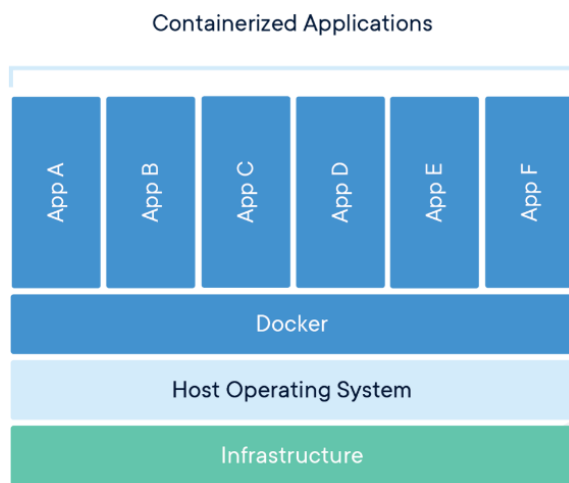 Containerized Applications
App A
App B
App C
App D
App E
App F
Docker
Host Operating System
Infrastructure